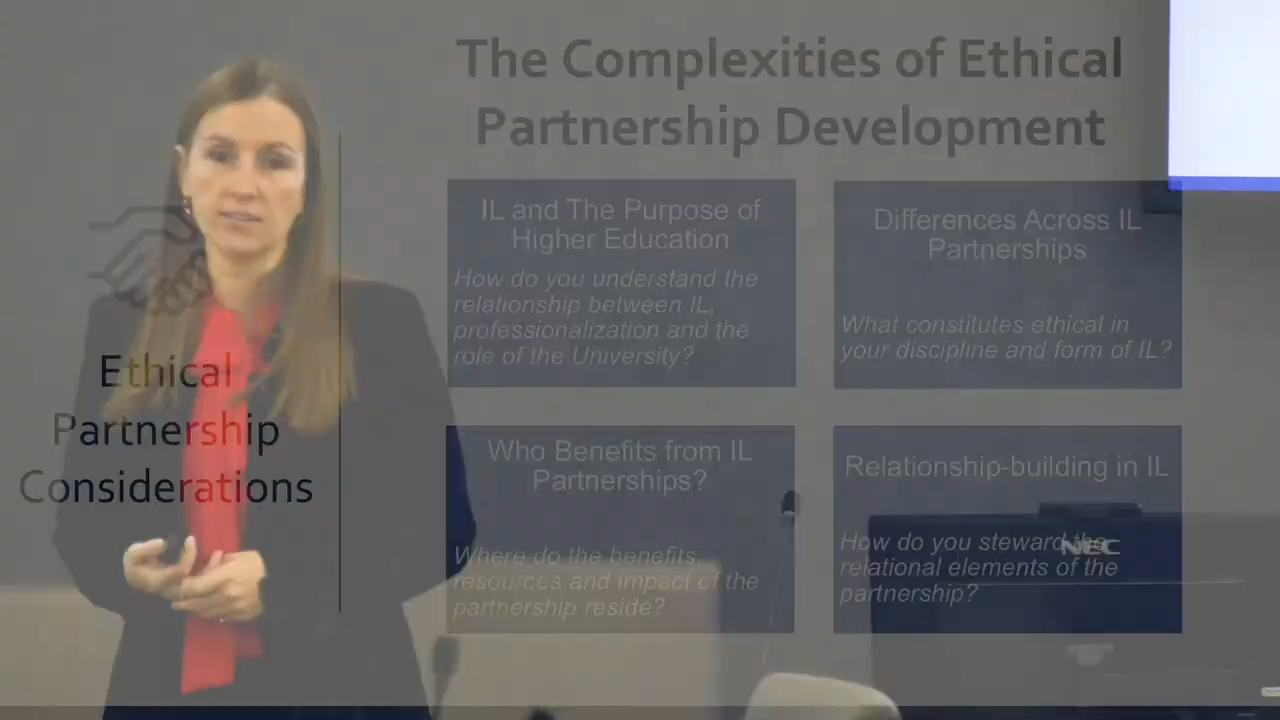 The Complexities of Ethical
Partnership Development
Ethical
Partnership
Considerations
IL and The Purpose of
Higher Education
How do you understand the
relationship between IL,
professionalization and the
role of the University?
Differences Across IL
Partnerships
What constitutes ethical in
your discipline and form of IL?
Who Benefits from IL
Partnerships?
Where do the benefits,
resources and impact of the
partnership reside?
Relationship-building in IL
How do you steward the
relational elements of the
partnership?
NEC